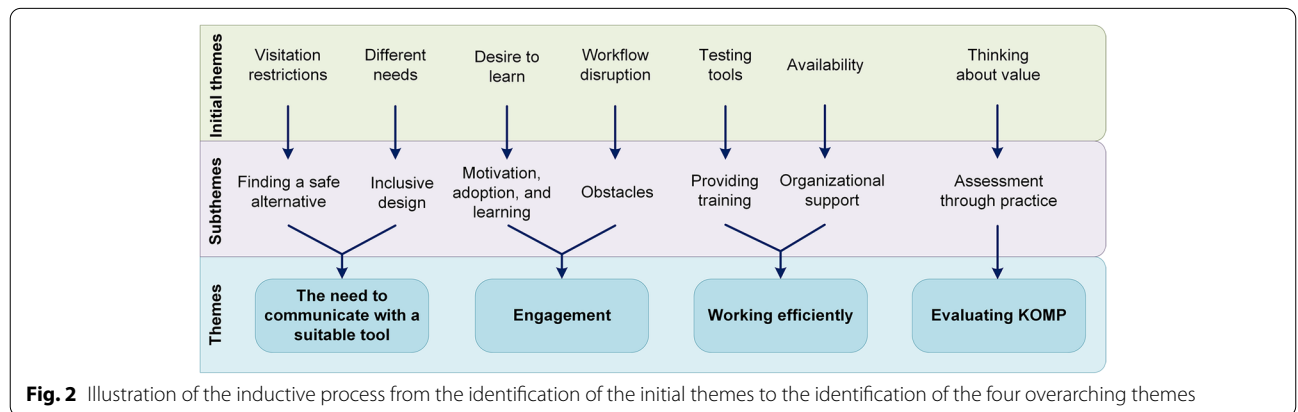 Initial themes
Visitation
restrictions
Different
needs
Desire to
learn
Workflow
disruption
Testing
tools
Availability
Thinking
about value
Subthemes
Finding a safe
alternative
Inclusive
design
Motivation,
adoption, and
learning
Obstacles
Providing
training
Organizational
support
Assessment
through practice
Themes
The need to
communicate with a
suitable tool
Engagement
Working efficiently
Evaluating KOMP
Fig. 2 Illustration of the inductive process from the identification of the initial themes to the identification of the four overarching themes